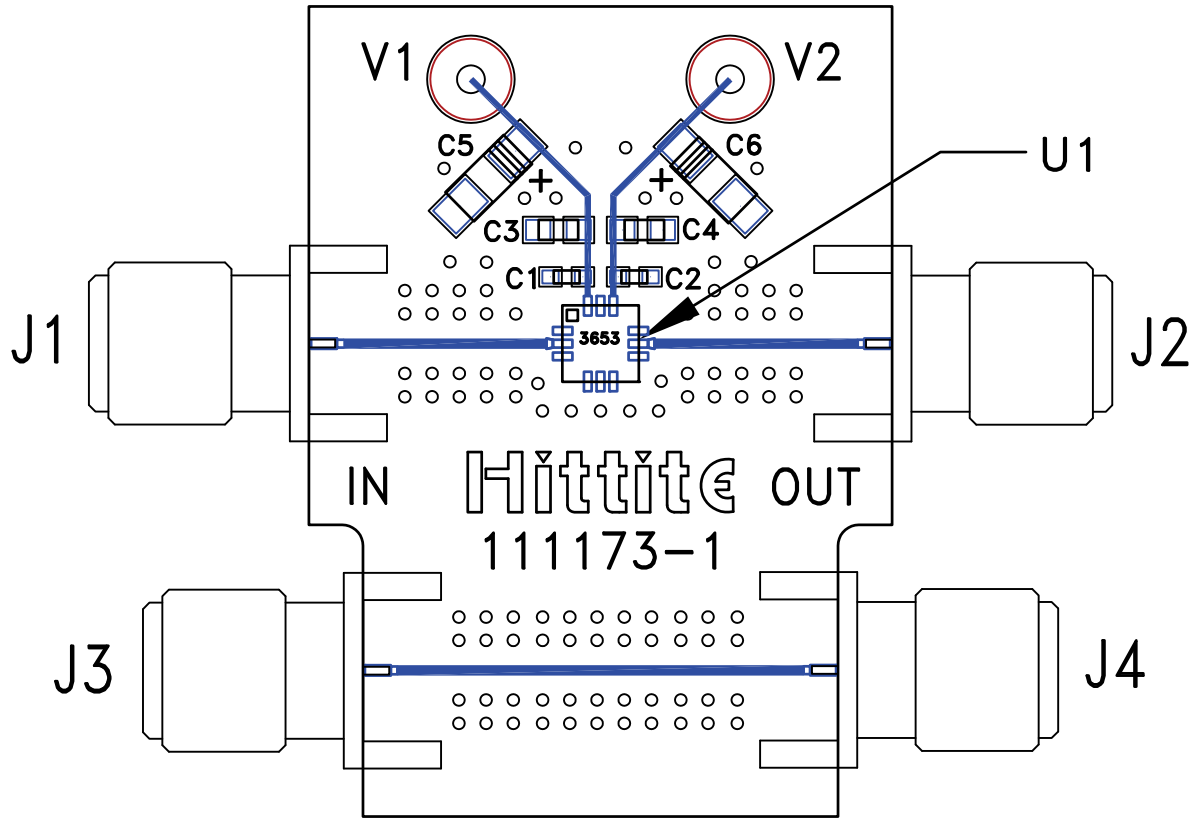 V1 V2
C5 C6
U1
+ +
C3 C4
C1 C2
J1 3653 J2
IN Hittite OUT
111173-1
J3 J4